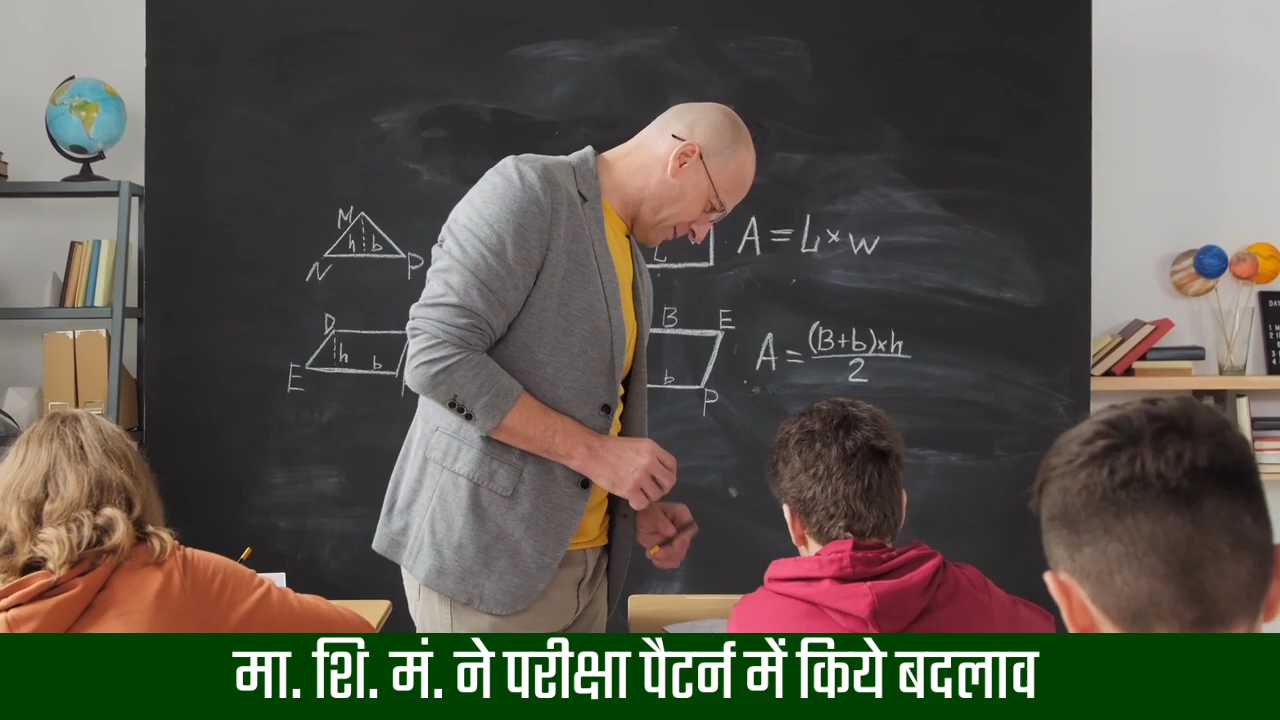 M
h b
N P
L
A = L × w
D
h b
E
B E
b
P
A = (B+b)×h / 2
मा. शि. मं. ने परीक्षा पैटर्न में किये बदलाव